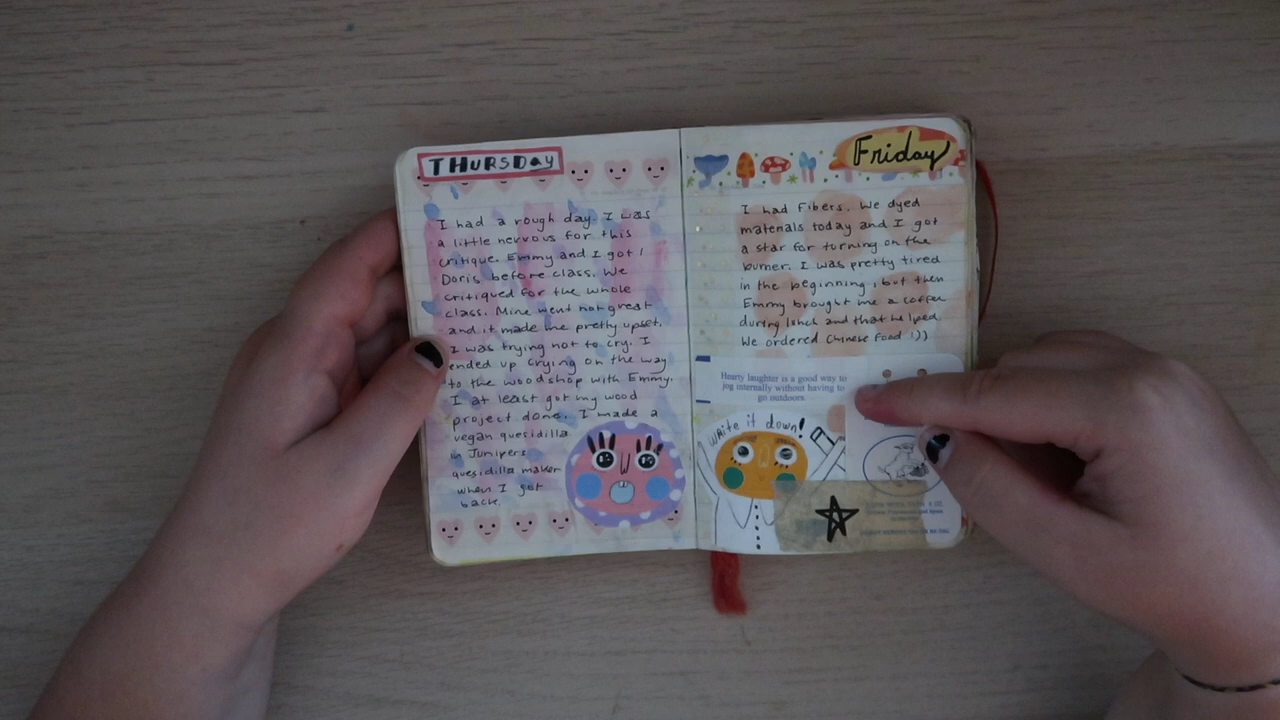 THURSDAY
I had a rough day. I was
a little nervous for this
critique. Emmy and I got
Doris before class. We
critiqued for the whole
class. Mine went not great
and it made me pretty upset.
I was trying not to cry. I
ended up crying on the way
to the woodshop with Emmy.
I at least got my wood
project done. I made a
vegan quesidilla
in Junipers
quesidilla maker
when I got
back.
Friday
I had Fibers. We dyed
materials today and I got
a star for turning on the
burner. I was pretty tired
in the beginning, but then
Emmy brought me a coffee
during lunch and that helped.
We ordered Chinese Food !))
Hearty laughter is a good way to
jog internally without having to
go outdoors.
write it down!